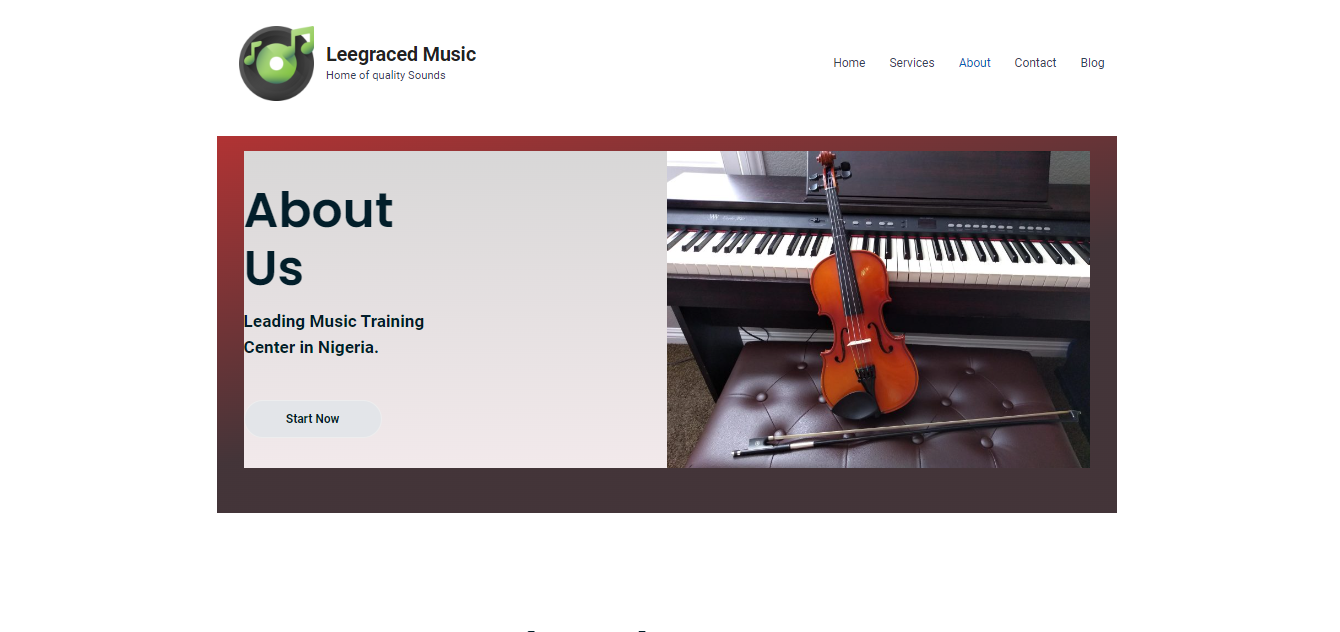 Leegraced Music
Home of quality Sounds
Home Services About Contact Blog
About
Us
Leading Music Training
Center in Nigeria.
Start Now